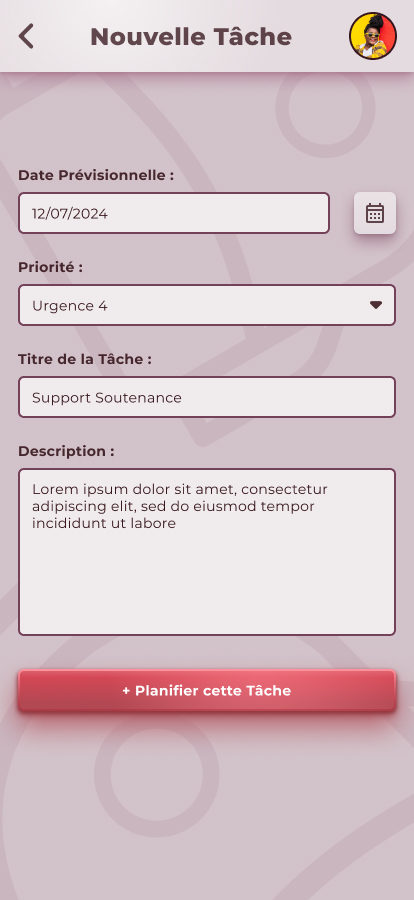 Nouvelle Tâche
Date Prévisionnelle :
12/07/2024
Priorité :
Urgence 4
Titre de la Tâche :
Support Soutenance
Description :
Lorem ipsum dolor sit amet, consectetur
adipiscing elit, sed do eiusmod tempor
incididunt ut labore
+ Planifier cette Tâche